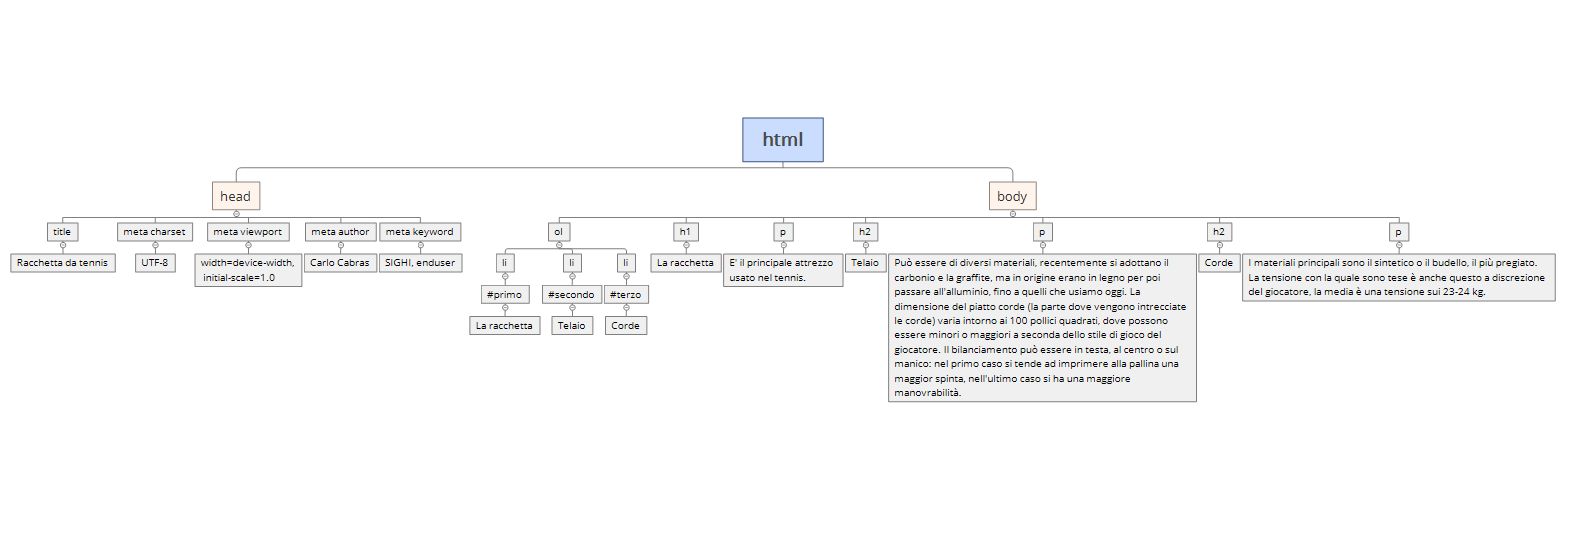 html
head
body
title
meta charset
meta viewport
meta author
meta keyword
ol
h1
p
h2
p
h2
p
Racchetta da tennis
UTF-8
width=device-width,
initial-scale=1.0
Carlo Cabras
SIGHI, enduser
li
li
li
La racchetta
E' il principale attrezzo
usato nel tennis.
Telaio
Può essere di diversi materiali, recentemente si adottano il
carbonio e la graffite, ma in origine erano in legno per poi
passare all'alluminio, fino a quelli che usiamo oggi. La
dimensione del piatto corde (la parte dove vengono intrecciate
le corde) varia intorno ai 100 pollici quadrati, dove possono
essere minori o maggiori a seconda dello stile di gioco del
giocatore. Il bilanciamento può essere in testa, al centro o sul
manico: nel primo caso si tende ad imprimere alla pallina una
maggior spinta, nell'ultimo caso si ha una maggiore
manovrabilità.
Corde
I materiali principali sono il sintetico o il budello, il più pregiato.
La tensione con la quale sono tese è anche questo a discrezione
del giocatore, la media è una tensione sui 23-24 kg.
#primo
#secondo
#terzo
La racchetta
Telaio
Corde